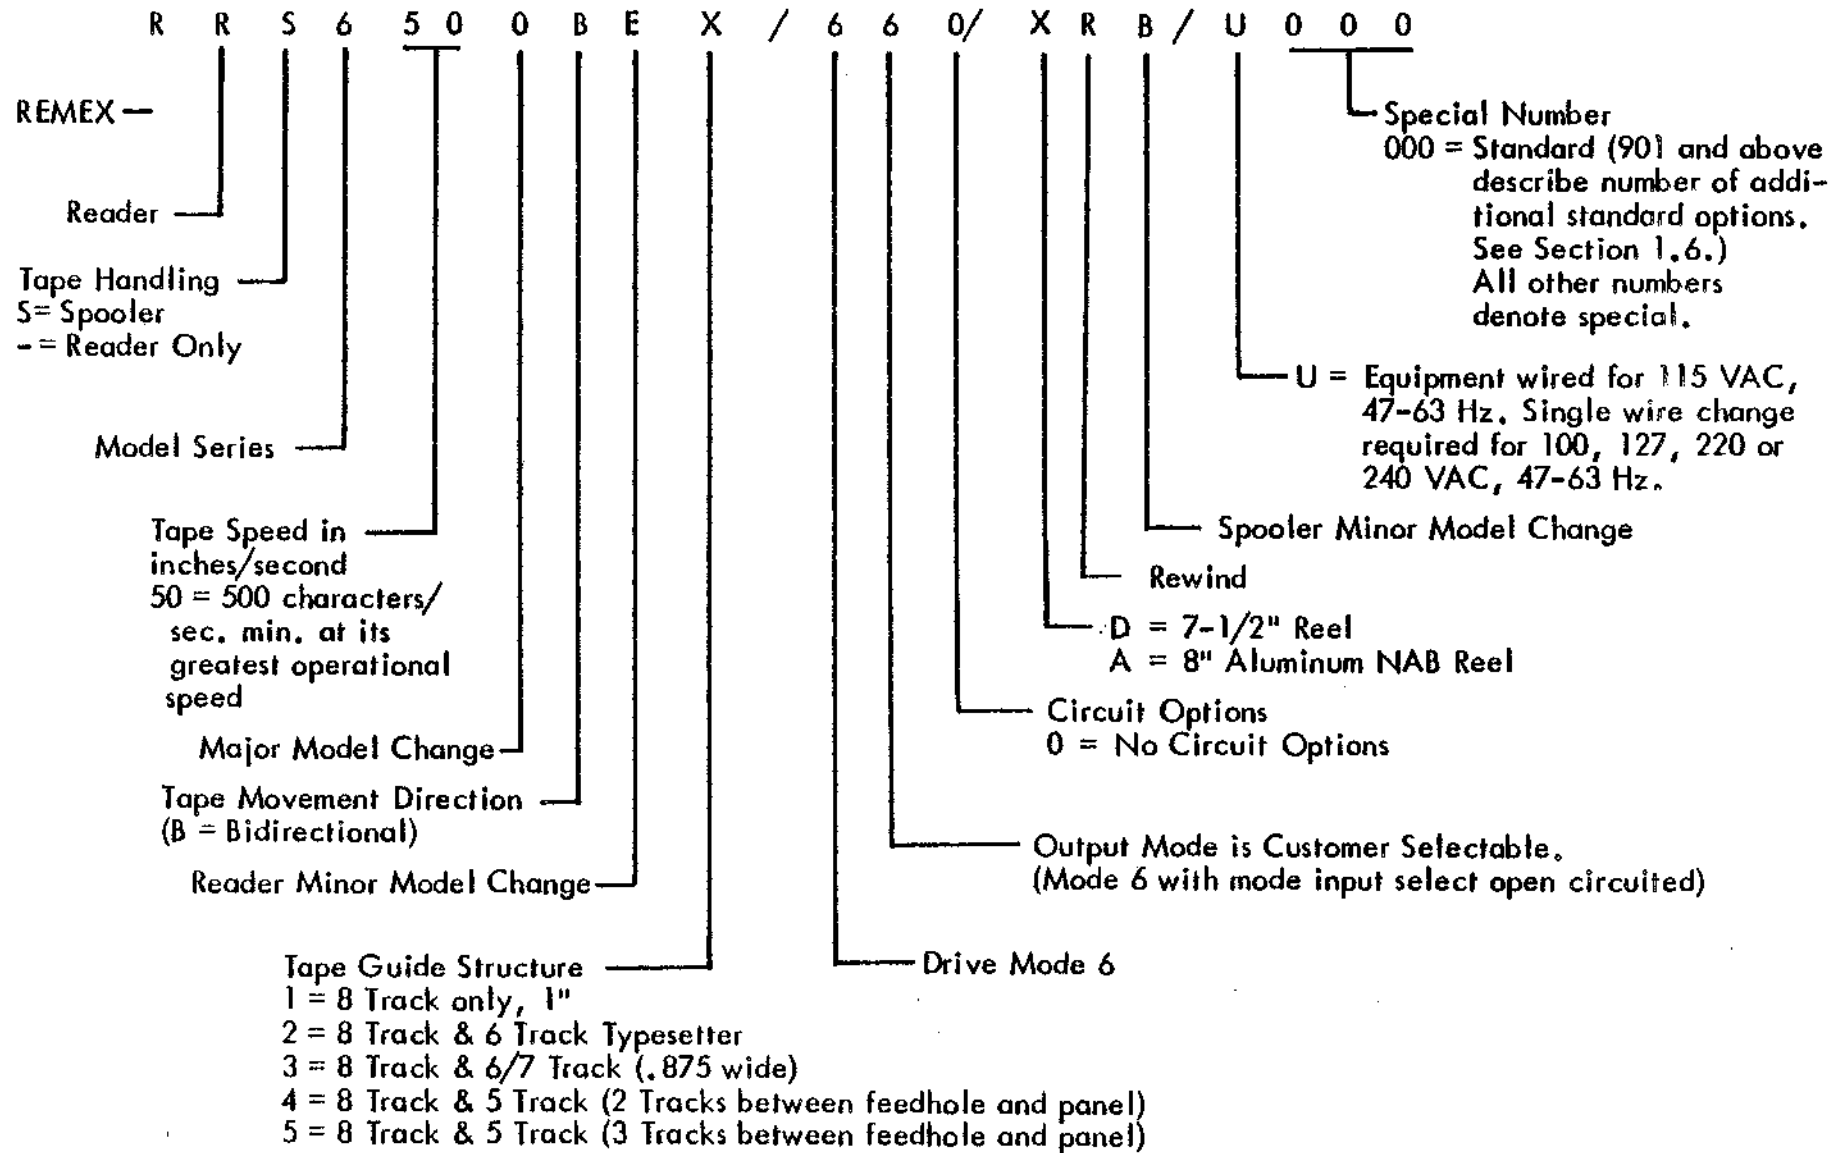 R R S 6 5 0 0 B E X / 6 6 0/ X R B / U 0 0 0
REMEX —
Reader
Tape Handling
S= Spooler
- = Reader Only
Model Series
Tape Speed in
inches/second
50 = 500 characters/
sec. min. at its
greatest operational
speed
Major Model Change
Tape Movement Direction
(B = Bidirectional)
Reader Minor Model Change
Tape Guide Structure
1 = 8 Track only, 1"
2 = 8 Track & 6 Track Typesetter
3 = 8 Track & 6/7 Track (.875 wide)
4 = 8 Track & 5 Track (2 Tracks between feedhole and panel)
5 = 8 Track & 5 Track (3 Tracks between feedhole and panel)
Special Number
000 = Standard (901 and above
describe number of addi-
tional standard options.
See Section 1.6.)
All other numbers
denote special.
U = Equipment wired for 115 VAC,
47-63 Hz. Single wire change
required for 100, 127, 220 or
240 VAC, 47-63 Hz.
Spooler Minor Model Change
Rewind
D = 7-1/2" Reel
A = 8" Aluminum NAB Reel
Circuit Options
0 = No Circuit Options
Output Mode is Customer Selectable.
(Mode 6 with mode input select open circuited)
Drive Mode 6